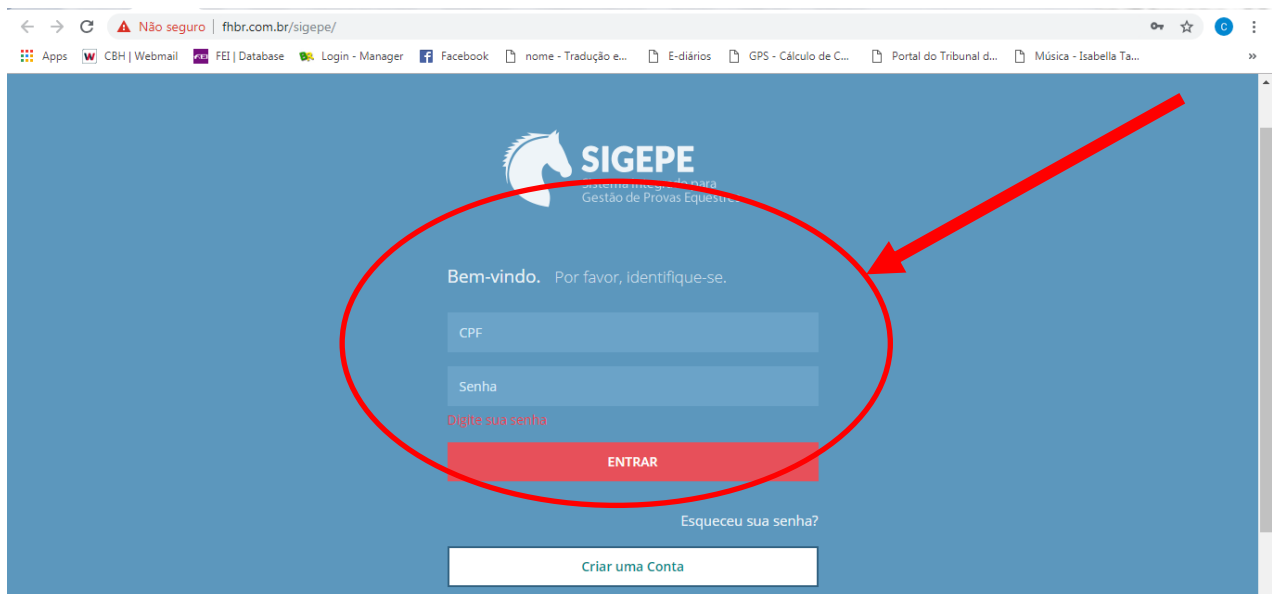 Não seguro | fhbr.com.br/sigepe/
C
Apps W CBH | Webmail FEI FEI | Database Login - Manager f Facebook nome - Tradução e... E-diários GPS - Cálculo de C... Portal do Tribunal d... Música - Isabella Ta... »
SIGEPE
Sistema Integrado para
Gestão de Provas Equestres
Bem-vindo. Por favor, identifique-se.
CPF
Senha
Digite sua senha
ENTRAR
Esqueceu sua senha?
Criar uma Conta